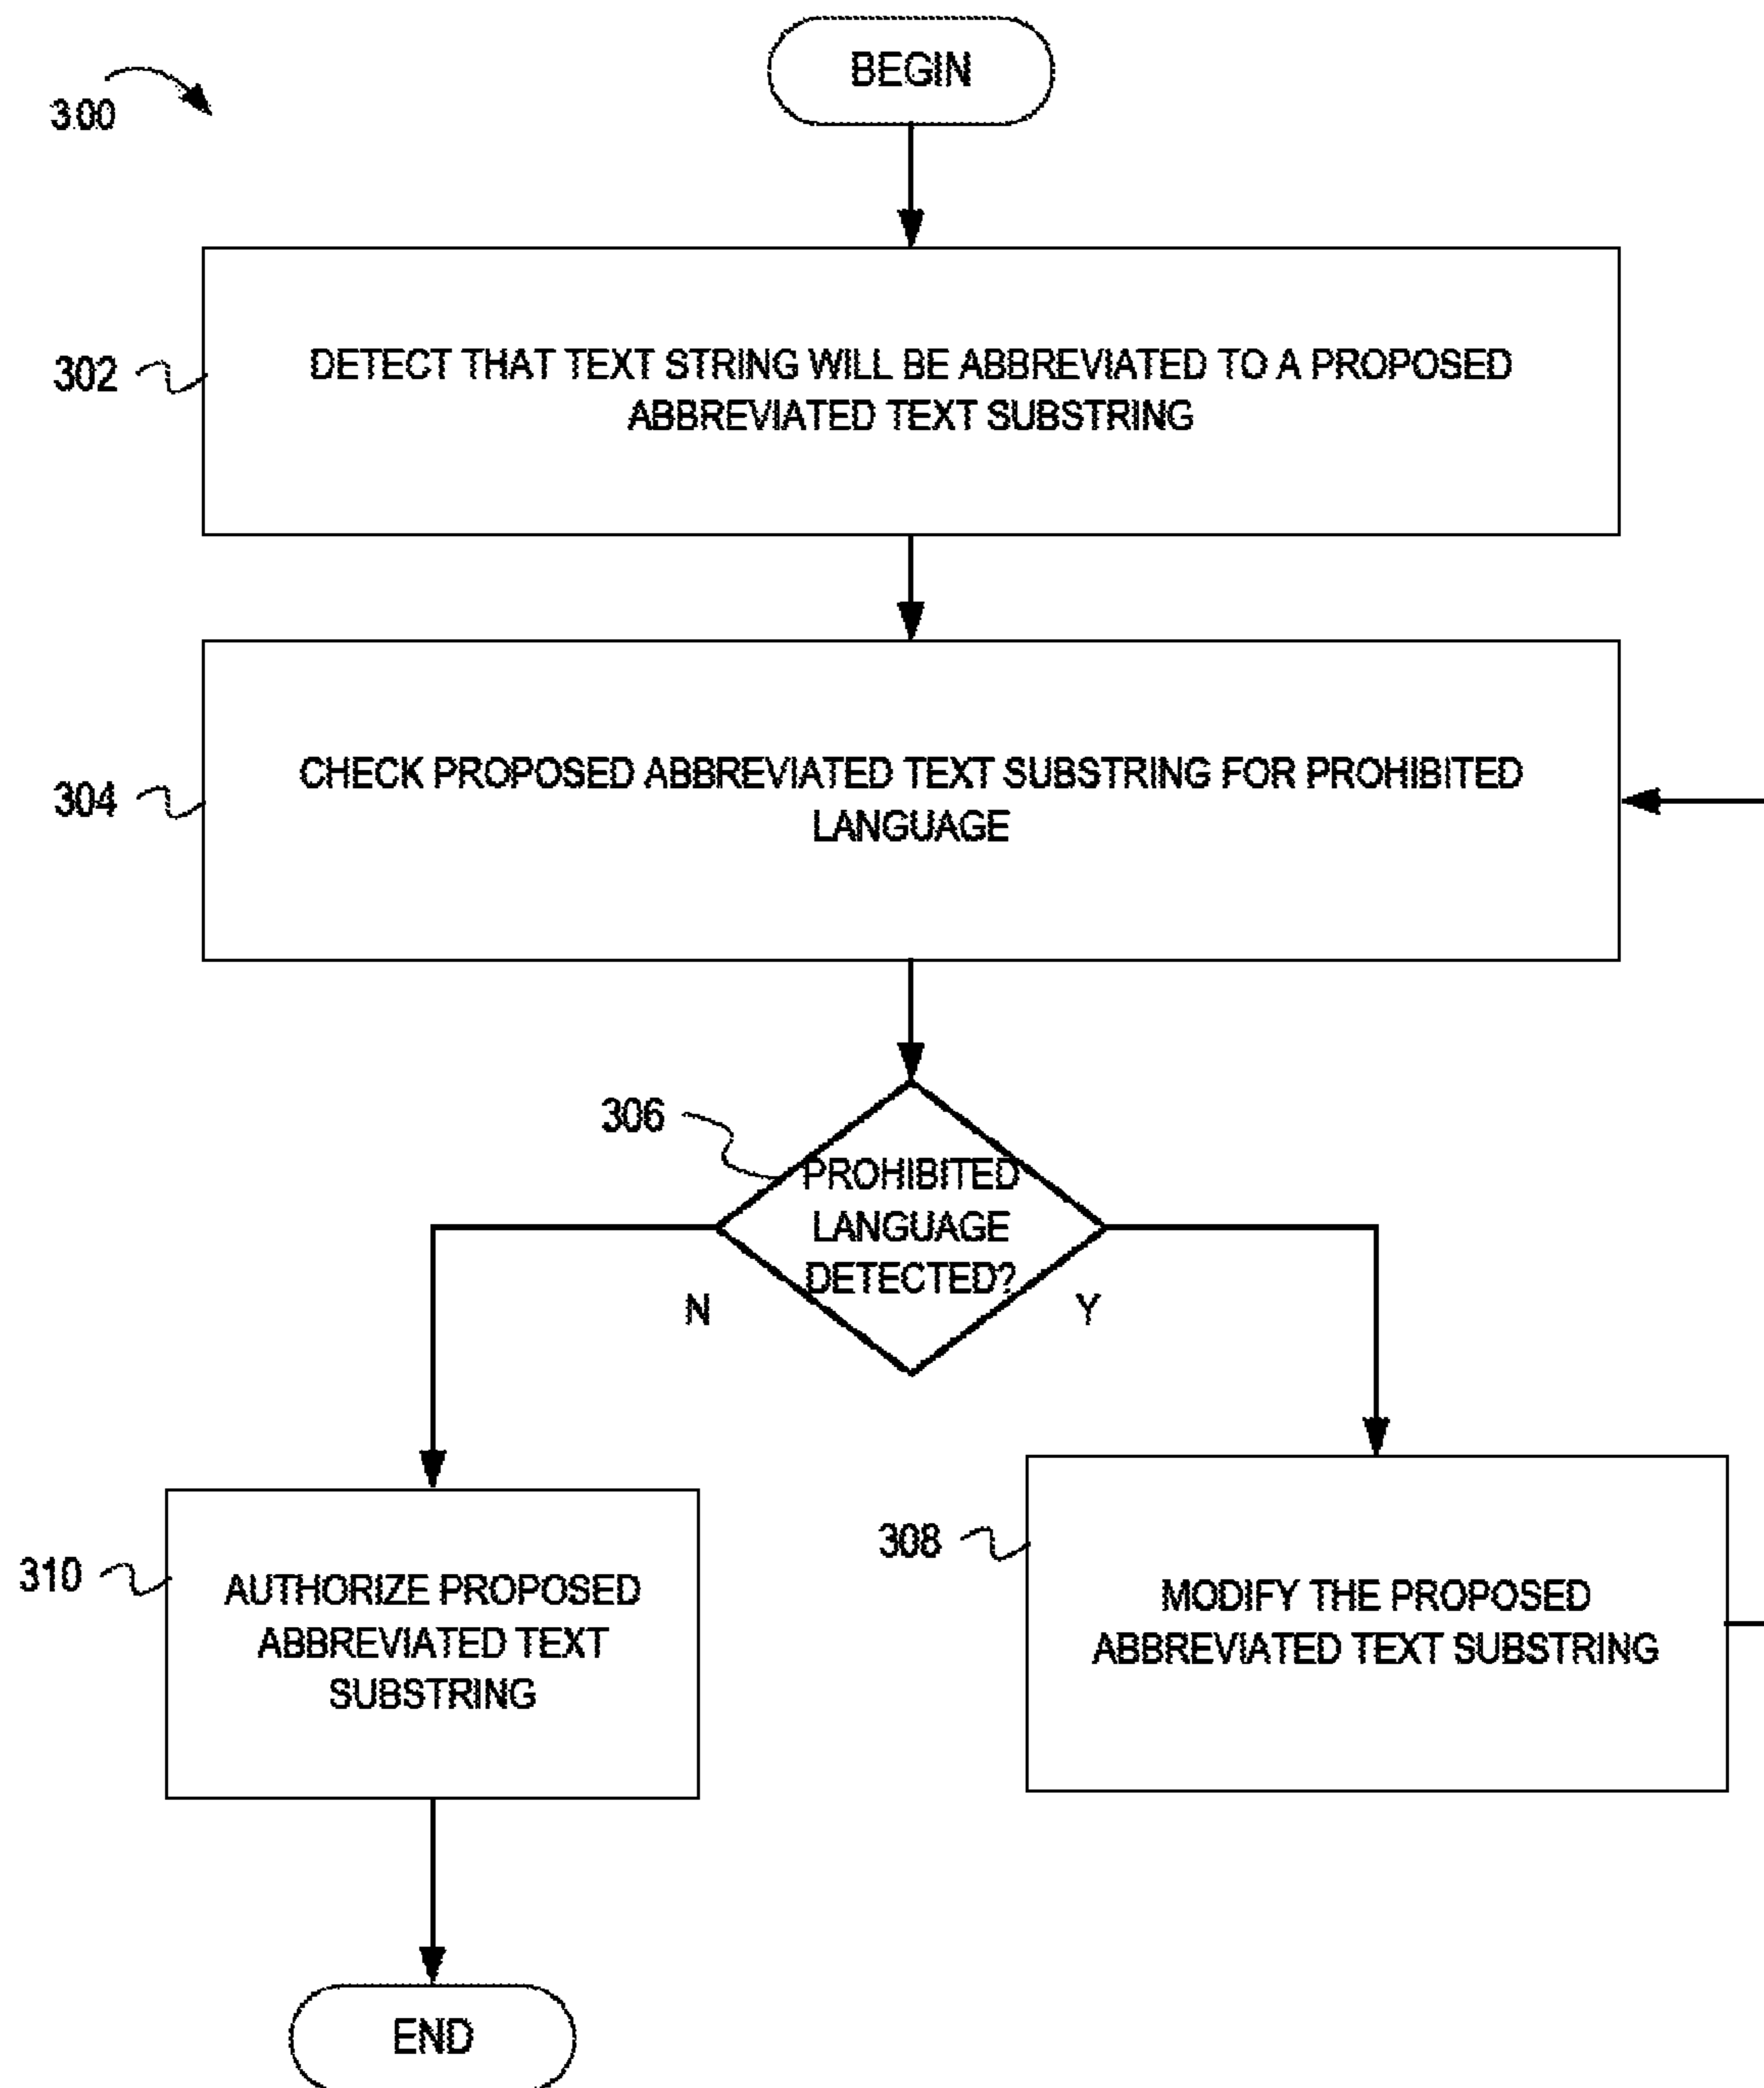 BEGIN
300
302
DETECT THAT TEXT STRING WILL BE ABBREVIATED TO A PROPOSED
ABBREVIATED TEXT SUBSTRING
304
CHECK PROPOSED ABBREVIATED TEXT SUBSTRING FOR PROHIBITED
LANGUAGE
306
PROHIBITED
LANGUAGE
DETECTED?
N
Y
308
MODIFY THE PROPOSED
ABBREVIATED TEXT SUBSTRING
310
AUTHORIZE PROPOSED
ABBREVIATED TEXT
SUBSTRING
END